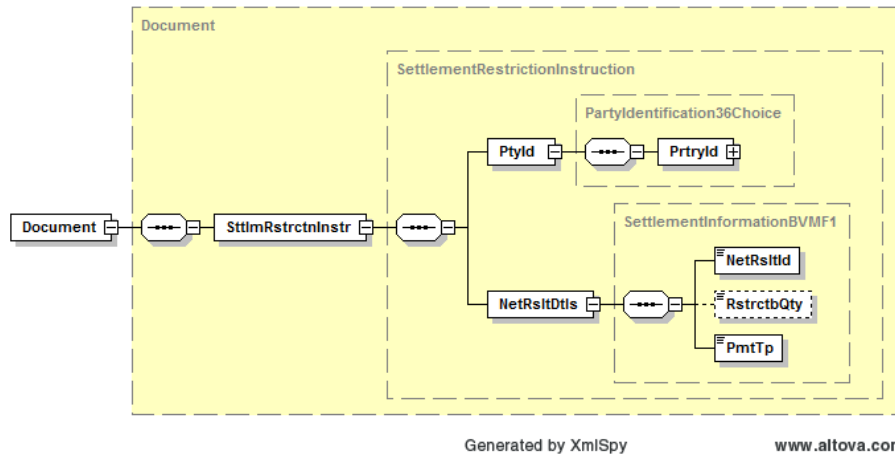 Document
SettlementRestrictionInstruction
PartyIdentification36Choice
PtyId
PrtryId
Document
SttlmRstrctnInstr
SettlementInformationBVMF1
NetRsltId
NetRsltDtls
RstrctbQty
PmtTp
Generated by XmlSpy
www.altova.com